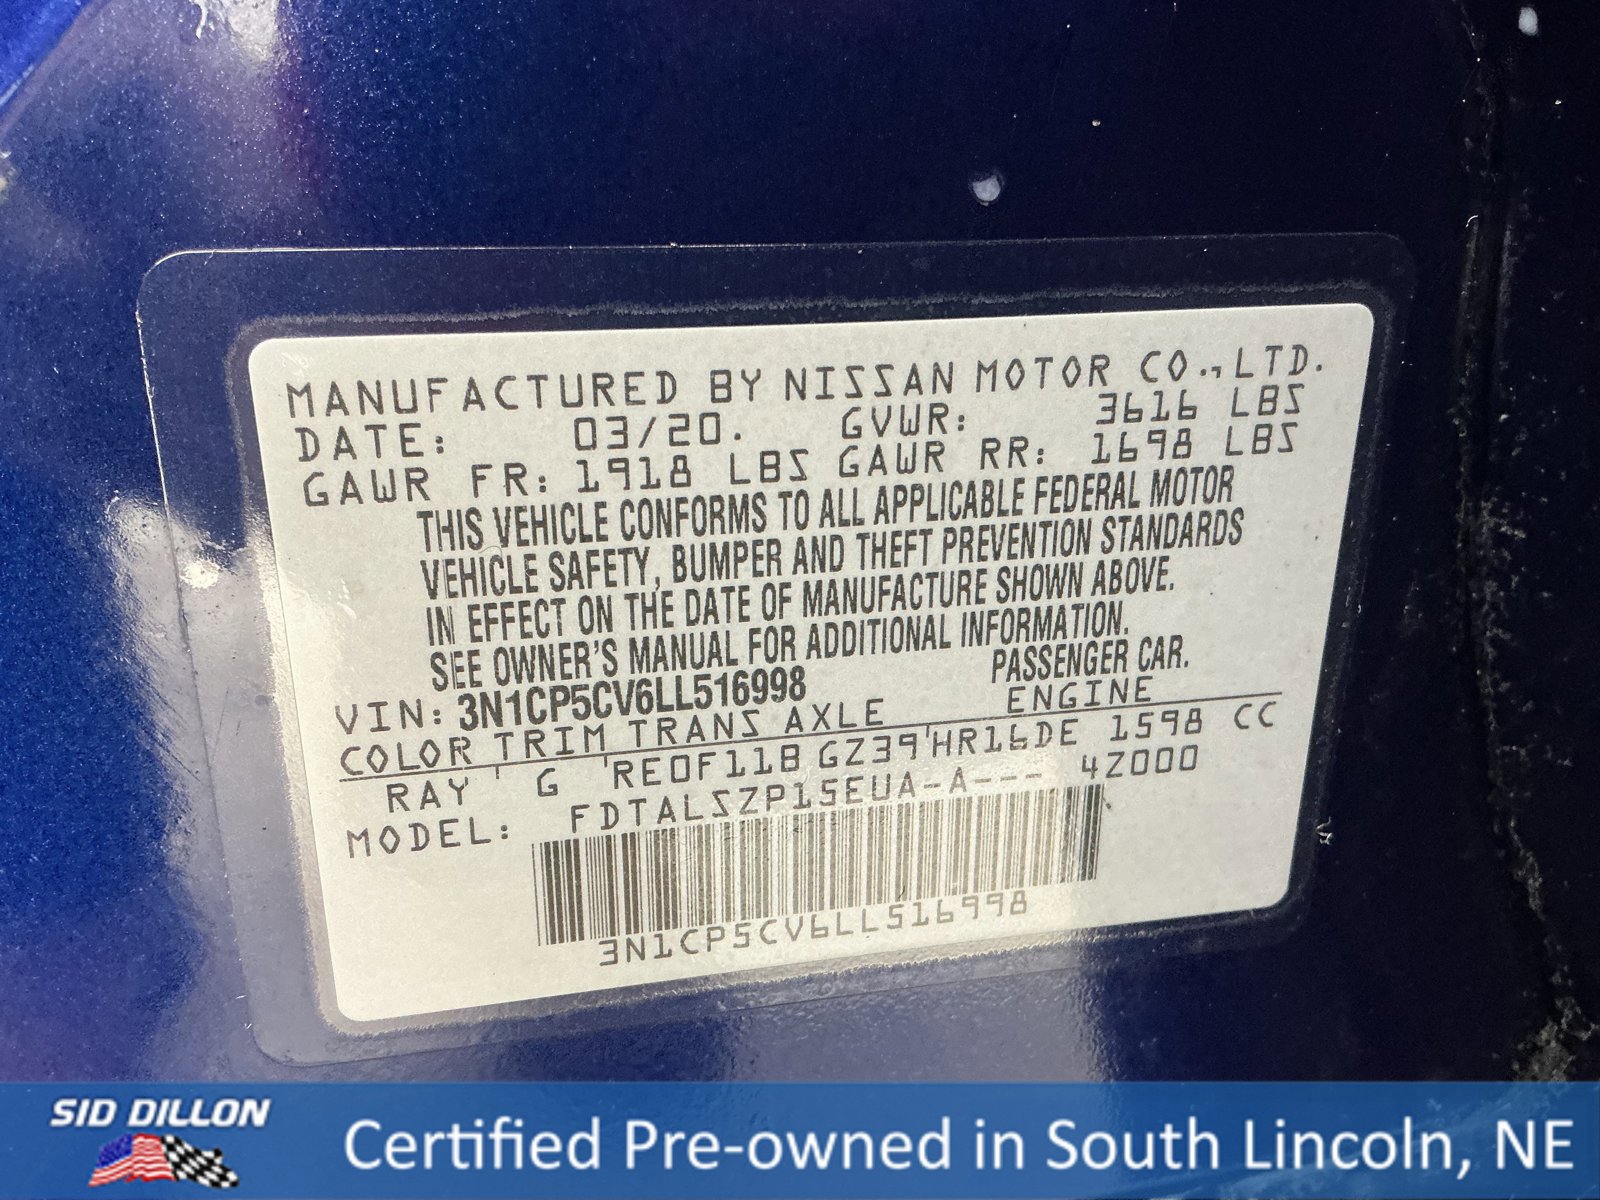 MANUFACTURED BY NISSAN MOTOR CO., LTD.
DATE: 03/20. GVWR: 3616 LBS
GAWR FR: 1918 LBS GAWR RR: 1698 LBS
THIS VEHICLE CONFORMS TO ALL APPLICABLE FEDERAL MOTOR
VEHICLE SAFETY, BUMPER AND THEFT PREVENTION STANDARDS
IN EFFECT ON THE DATE OF MANUFACTURE SHOWN ABOVE.
SEE OWNER'S MANUAL FOR ADDITIONAL INFORMATION.
VIN: 3N1CP5CV6LL516998 PASSENGER CAR.
COLOR TRIM TRANS AXLE ENGINE
RAY ' G 'RE0F11B GZ39'HR16DE 1598 CC
MODEL: FDTALSZP15EUA-A--- 4Z000
3N1CP5CV6LL516998
SID DILLON
Certified Pre-owned in South Lincoln, NE